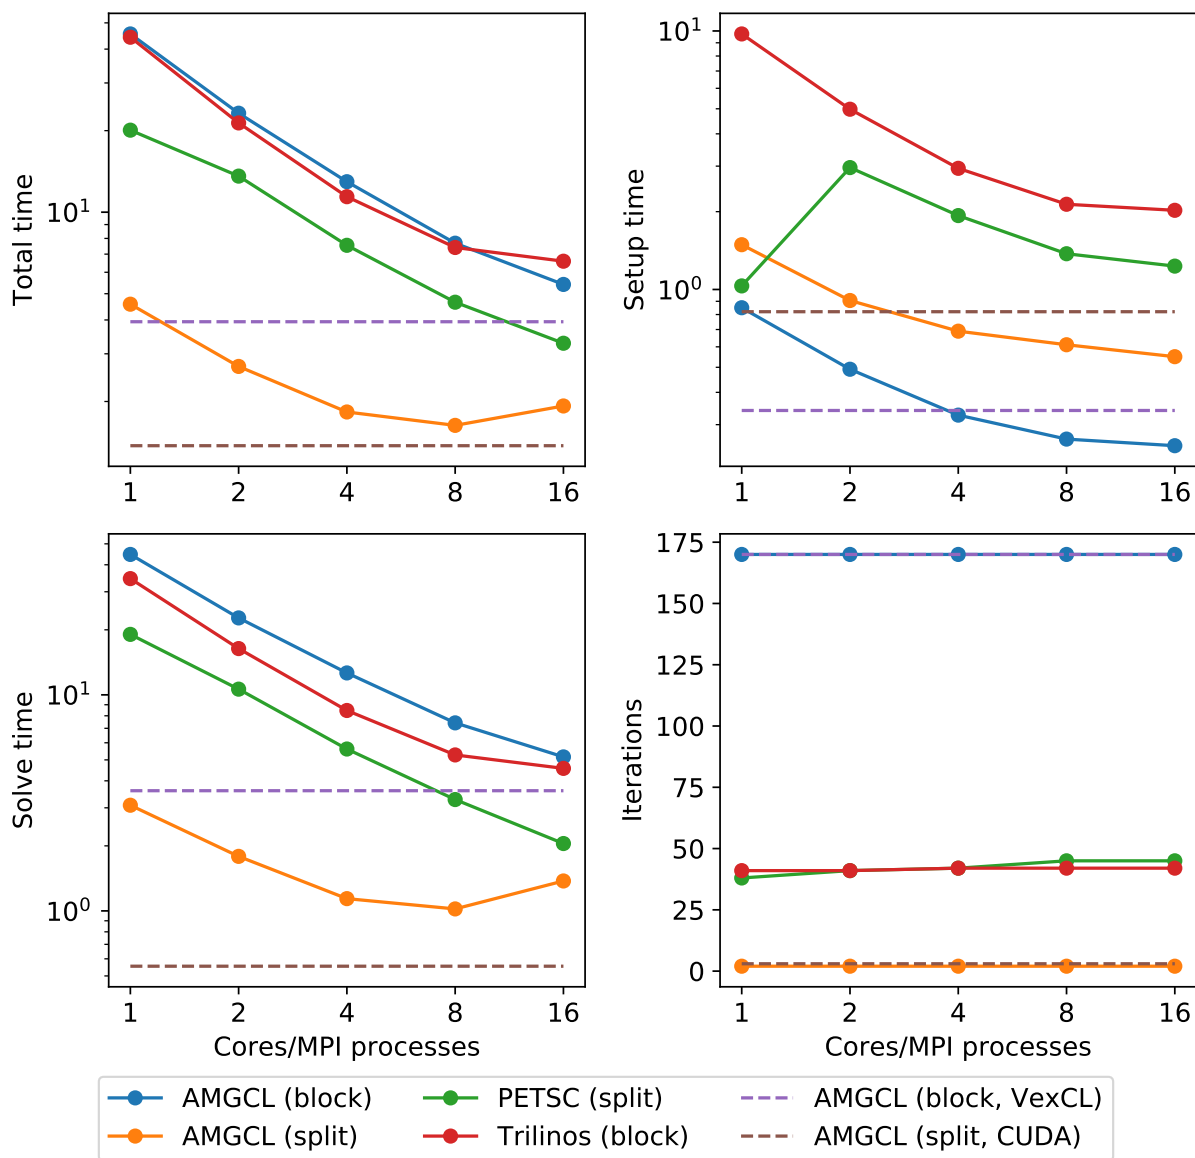 Total time
10^1
1 2 4 8 16
Setup time
10^1
10^0
1 2 4 8 16
Solve time
10^1
10^0
1 2 4 8 16
Cores/MPI processes
Iterations
175
150
125
100
75
50
25
0
1 2 4 8 16
Cores/MPI processes
AMGCL (block) PETSC (split) AMGCL (block, VexCL)
AMGCL (split) Trilinos (block) AMGCL (split, CUDA)